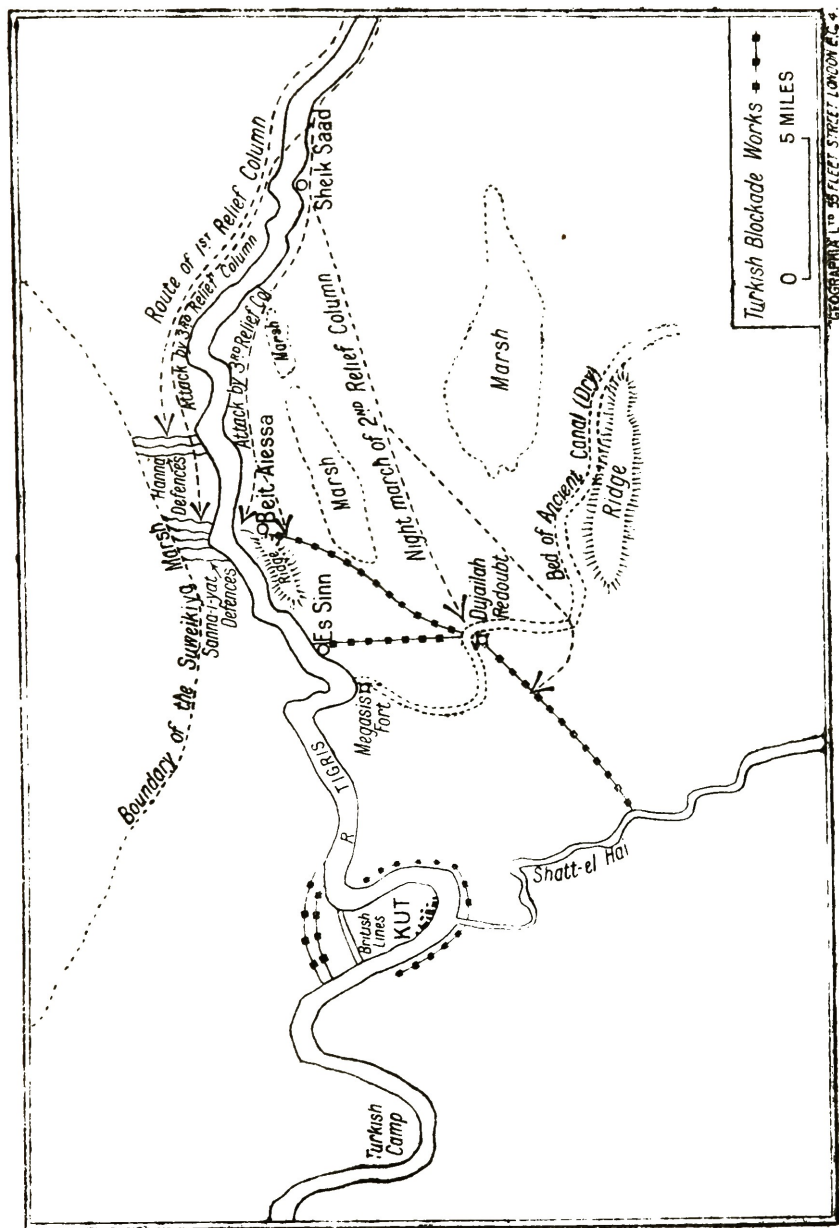 Boundary of the Suweikiya Marsh
Route of 1ST Relief Column
Attack by 3RD Relief Column
Hanna
Defences
Sanna-i-yat
Defences
Attack by 3RD Relief Col
Sheik Saad
Beit-Aiessa
Ridge
Marsh
Marsh
Marsh
Es Sinn
Night march of 2ND Relief Column
Dujailah
Redoubt
Bed of Ancient Canal (Dry)
Ridge
Megasis
Fort
R TIGRIS
British
Lines
KUT
Shatt-el Hai
Turkish
Camp
Turkish Blockade Works
0 5 MILES
GEOGRAPHIA LTD 55 FLEET STREET LONDON E.C. 4.